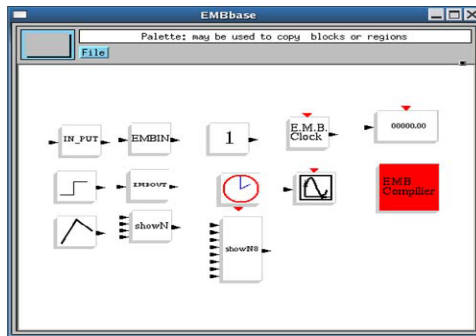 EMBbase
Palette: may be used to copy blocks or regions
File
IN_PUT
EMBIN
1
E.M.B.
Clock
00000.00
EMBOUT
EMB
Compilier
showN
showN8